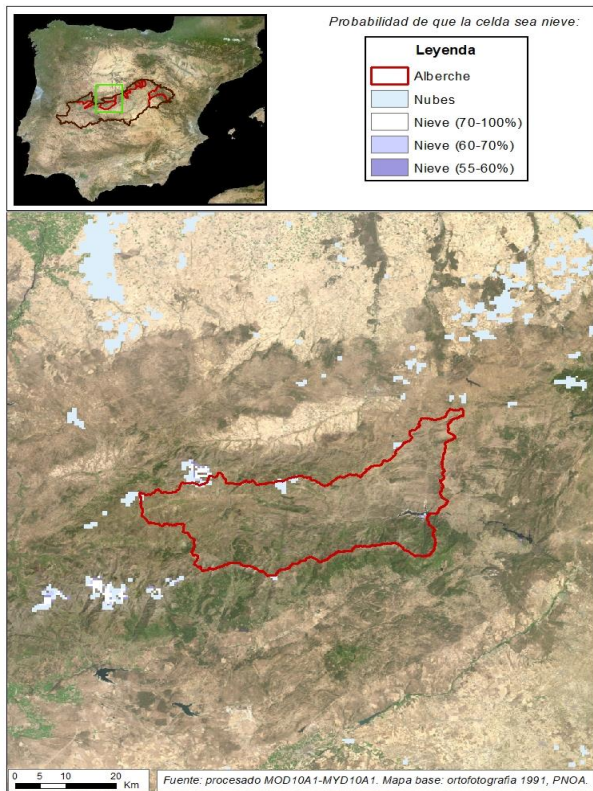 Probabilidad de que la celda sea nieve:
Leyenda
Alberche
Nubes
Nieve (70-100%)
Nieve (60-70%)
Nieve (55-60%)
0 5 10 20
Km
Fuente: procesado MOD10A1-MYD10A1. Mapa base: ortofotografia 1991, PNOA.